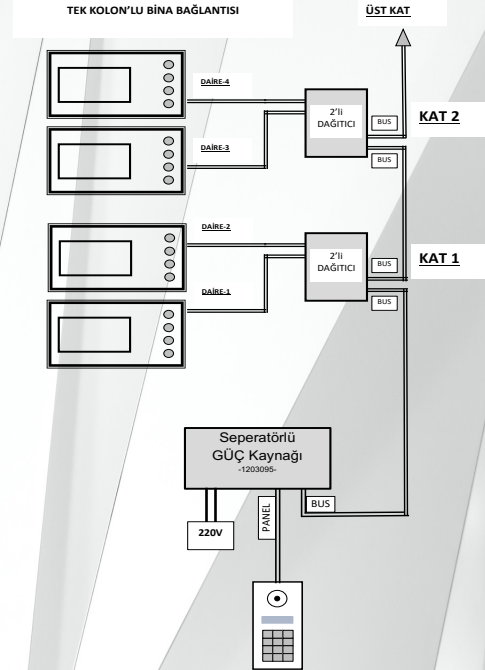 TEK KOLON'LU BİNA BAĞLANTISI
ÜST KAT
DAİRE-4
2'li
DAĞITICI
BUS
KAT 2
DAİRE-3
BUS
DAİRE-2
2'li
DAĞITICI
BUS
KAT 1
DAİRE-1
BUS
Seperatörlü
GÜÇ Kaynağı
-1203095-
PANEL
BUS
220V